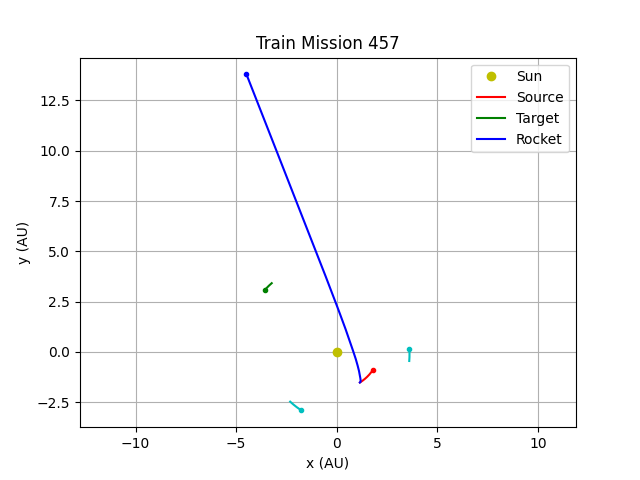 Train Mission 457
Sun
Source
Target
Rocket
12.5
10.0
7.5
5.0
2.5
0.0
−2.5
y (AU)
−10
−5
0
5
10
x (AU)